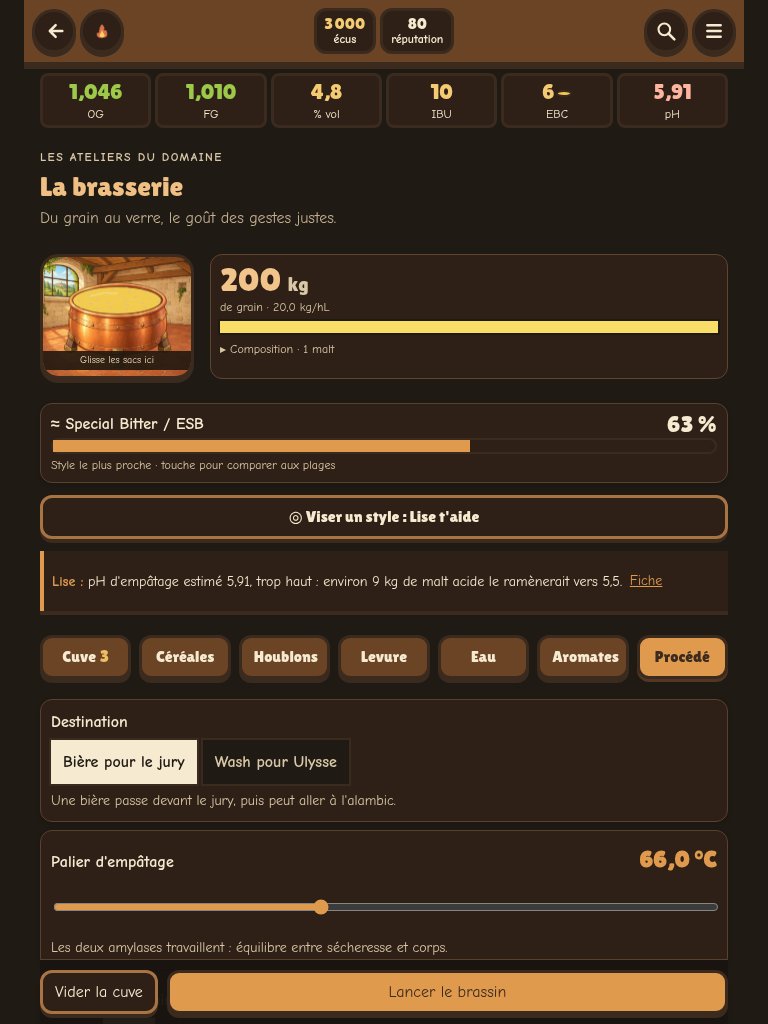 3 000
écus
80
réputation
1,046
OG
1,010
FG
4,8
% vol
10
IBU
6
EBC
5,91
pH
LES ATELIERS DU DOMAINE
La brasserie
Du grain au verre, le goût des gestes justes.
Glisse les sacs ici
200 kg
de grain · 20,0 kg/hL
▸ Composition · 1 malt
≈ Special Bitter / ESB
63 %
Style le plus proche · touche pour comparer aux plages
◎ Viser un style : Lise t'aide
Lise : pH d'empâtage estimé 5,91, trop haut : environ 9 kg de malt acide le ramènerait vers 5,5. Fiche
Cuve 3
Céréales
Houblons
Levure
Eau
Aromates
Procédé
Destination
Bière pour le jury
Wash pour Ulysse
Une bière passe devant le jury, puis peut aller à l'alambic.
Palier d'empâtage
66,0 °C
Les deux amylases travaillent : équilibre entre sécheresse et corps.
Vider la cuve
Lancer le brassin